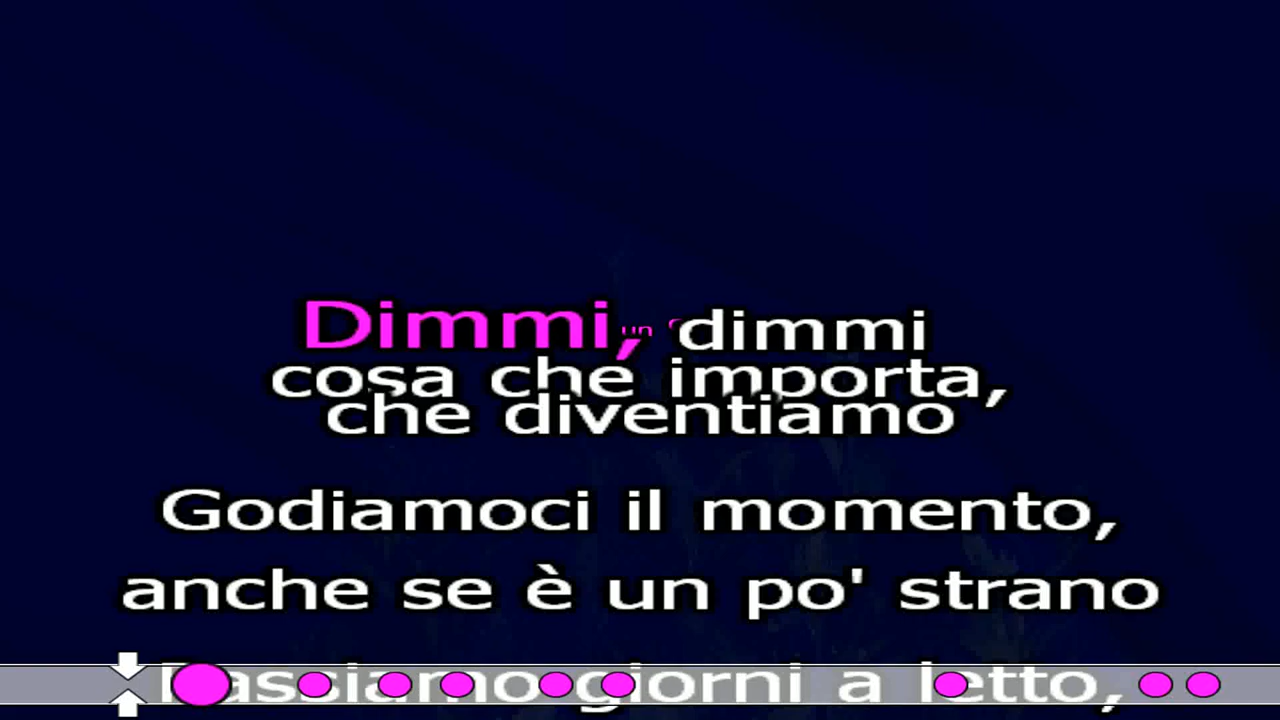 Dimmi, dimmi
cosa che importa,
che diventiamo
Godiamoci il momento,
anche se è un po' strano
Passiamo giorni a letto,